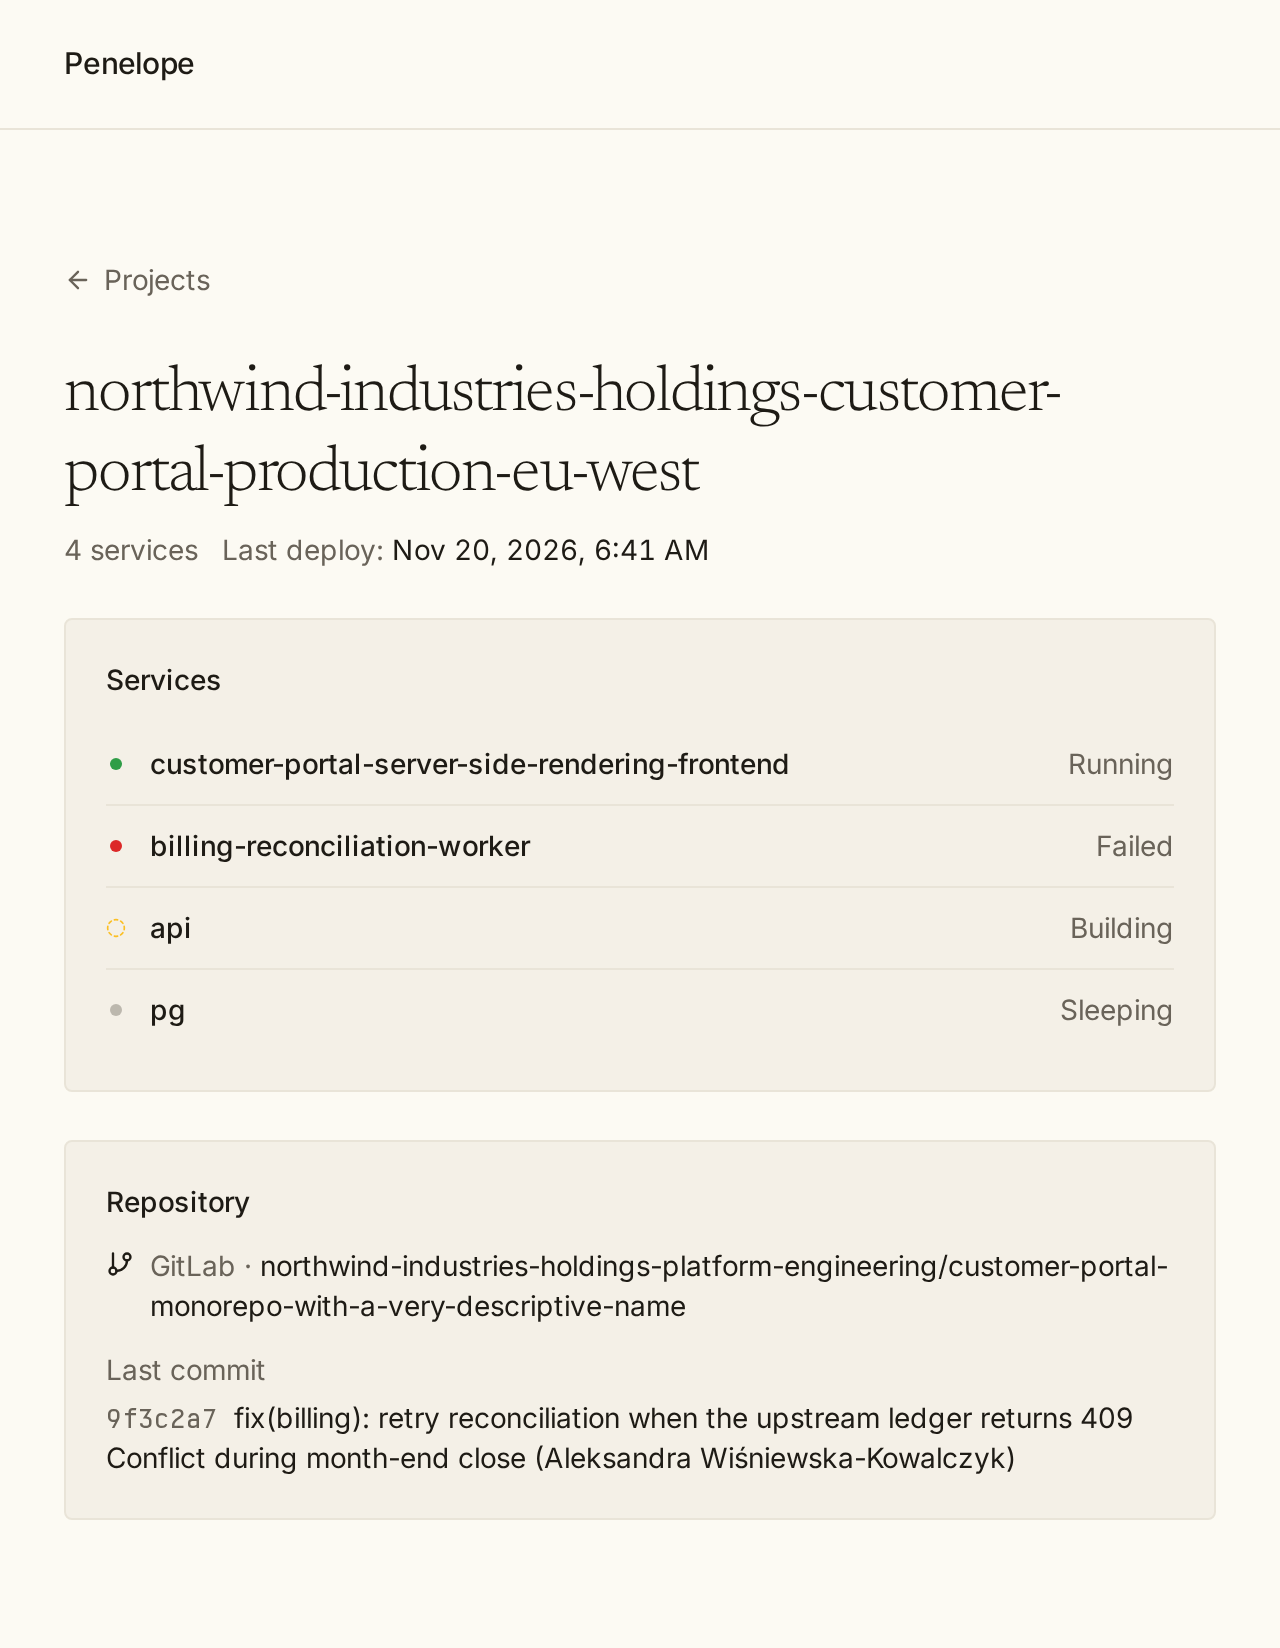 Penelope
← Projects
northwind-industries-holdings-customer-
portal-production-eu-west
4 services Last deploy: Nov 20, 2026, 6:41 AM
Services
customer-portal-server-side-rendering-frontend Running
billing-reconciliation-worker Failed
api Building
pg Sleeping
Repository
GitLab · northwind-industries-holdings-platform-engineering/customer-portal-
monorepo-with-a-very-descriptive-name
Last commit
9f3c2a7 fix(billing): retry reconciliation when the upstream ledger returns 409
Conflict during month-end close (Aleksandra Wiśniewska-Kowalczyk)